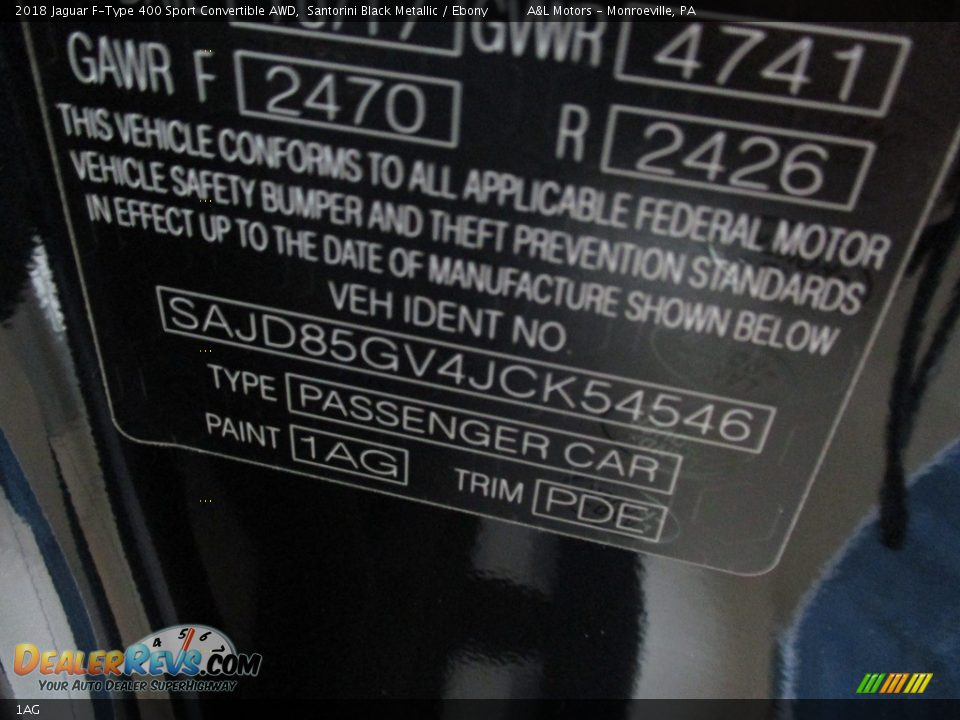 2018 Jaguar F-Type 400 Sport Convertible AWD, Santorini Black Metallic / Ebony A&L Motors - Monroeville, PA
GVWR 4741
GAWR F 2470 R 2426
THIS VEHICLE CONFORMS TO ALL APPLICABLE FEDERAL MOTOR
VEHICLE SAFETY BUMPER AND THEFT PREVENTION STANDARDS
IN EFFECT UP TO THE DATE OF MANUFACTURE SHOWN BELOW
VEH IDENT NO
SAJD85GV4JCK54546
TYPE PASSENGER CAR
PAINT 1AG TRIM PDE
4 5 6
DEALERREVS.COM
YOUR AUTO DEALER SUPERHIGHWAY
1AG